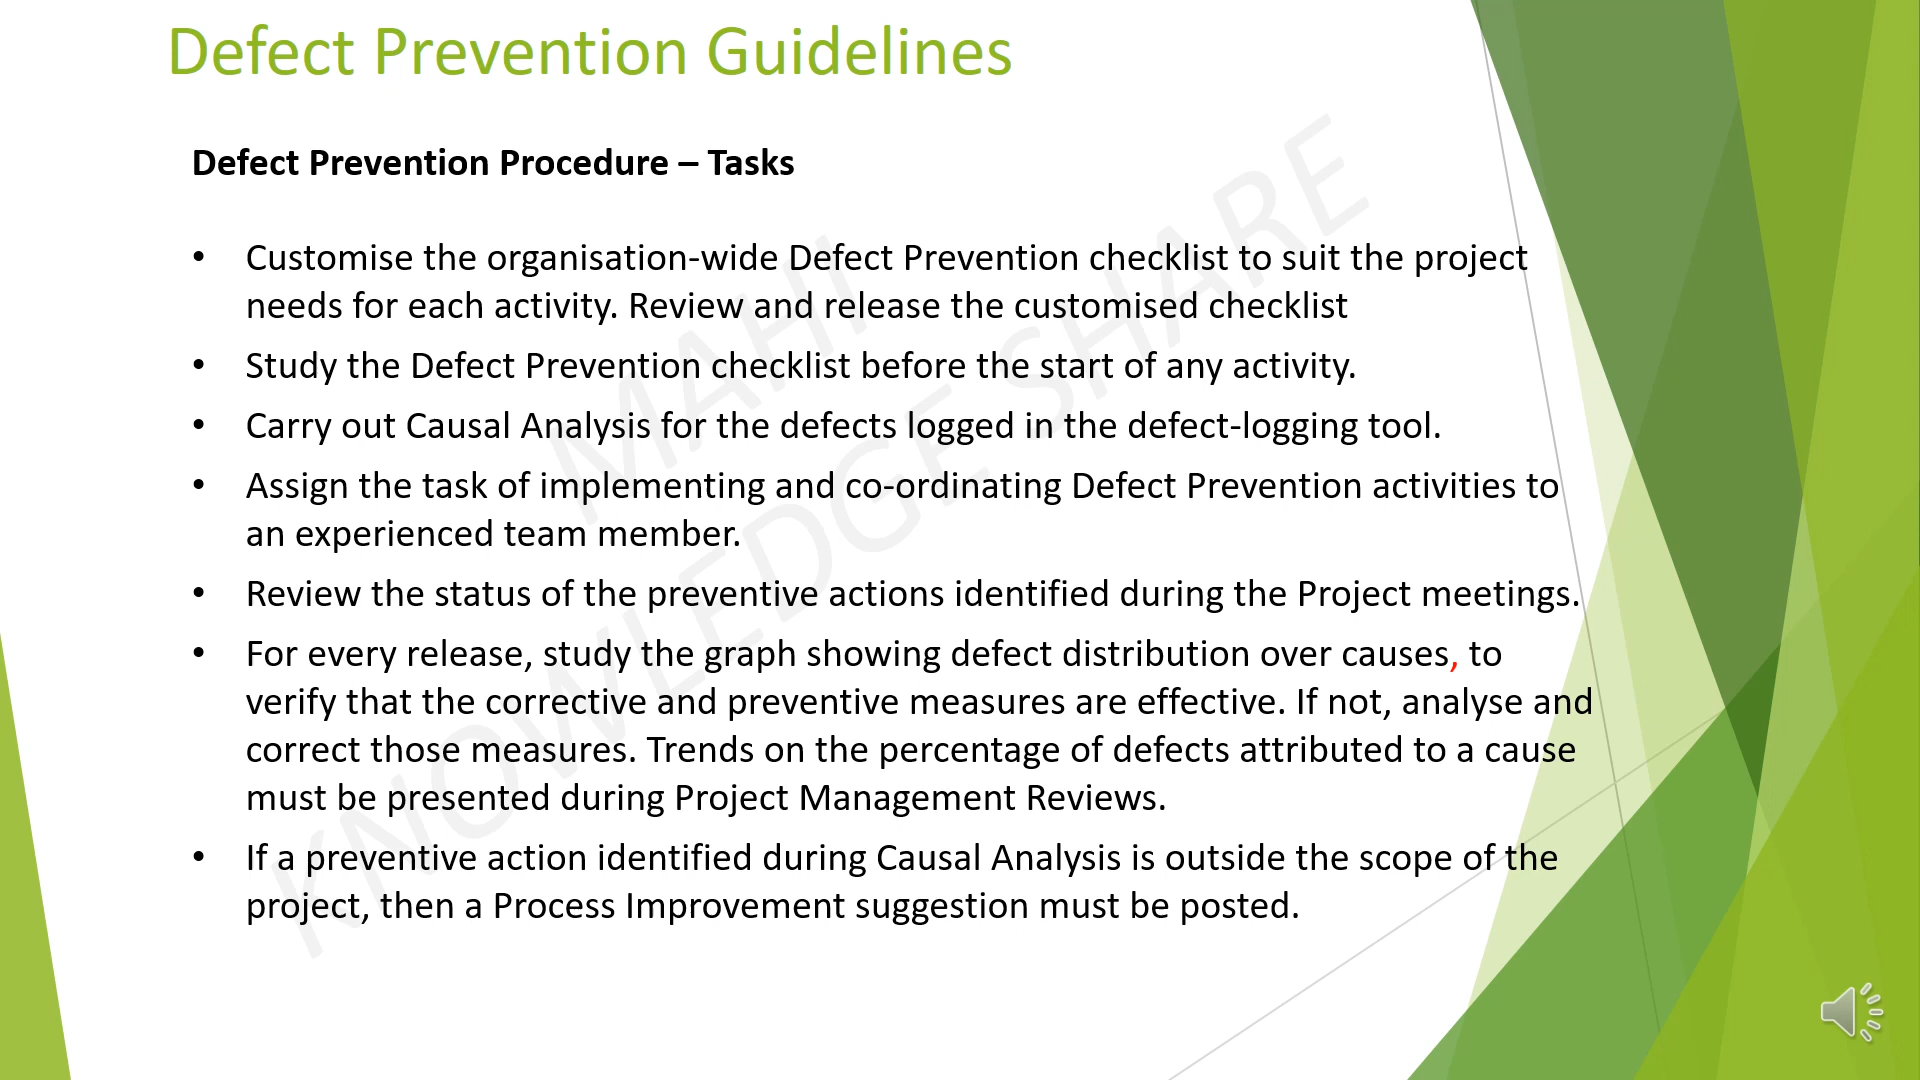 Defect Prevention Guidelines
Defect Prevention Procedure – Tasks
• Customise the organisation-wide Defect Prevention checklist to suit the project
needs for each activity. Review and release the customised checklist
• Study the Defect Prevention checklist before the start of any activity.
• Carry out Causal Analysis for the defects logged in the defect-logging tool.
• Assign the task of implementing and co-ordinating Defect Prevention activities to
an experienced team member.
• Review the status of the preventive actions identified during the Project meetings.
• For every release, study the graph showing defect distribution over causes, to
verify that the corrective and preventive measures are effective. If not, analyse and
correct those measures. Trends on the percentage of defects attributed to a cause
must be presented during Project Management Reviews.
• If a preventive action identified during Causal Analysis is outside the scope of the
project, then a Process Improvement suggestion must be posted.
MAHI
KNOWLEDGE SHARE